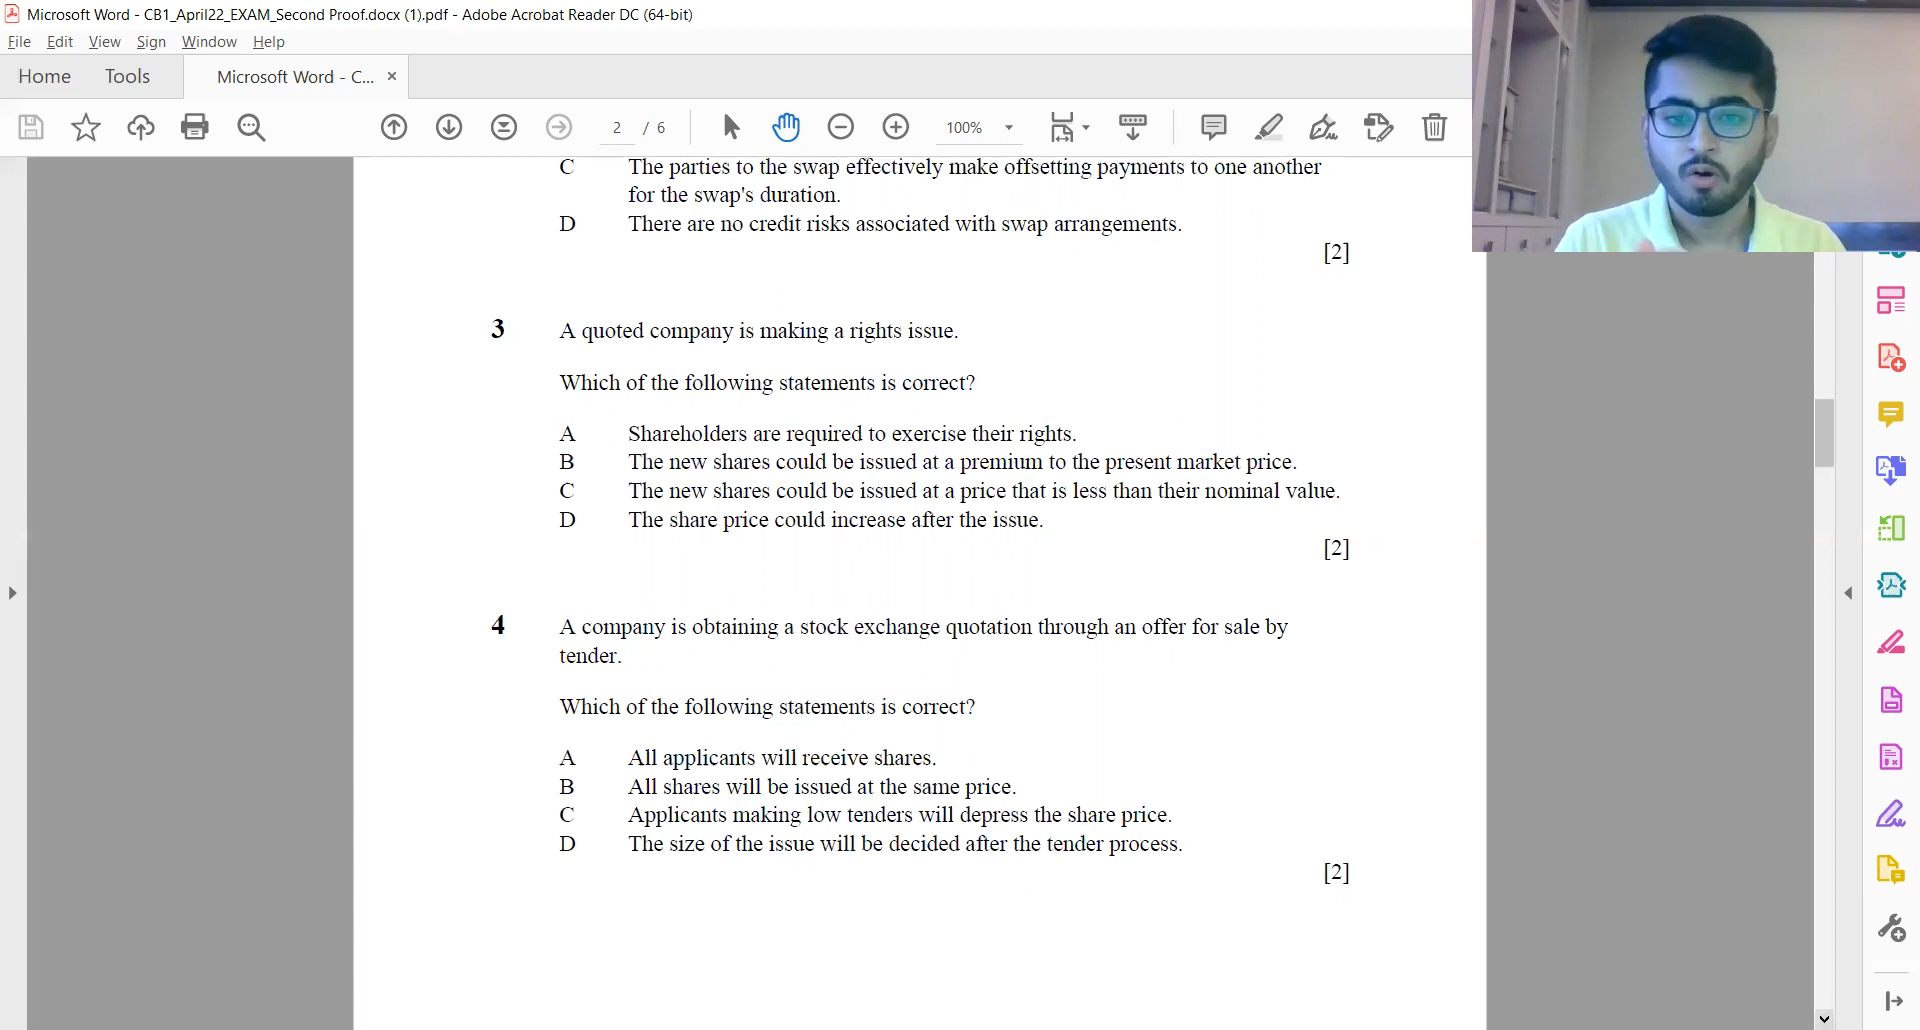 Microsoft Word - CB1_April22_EXAM_Second Proof.docx (1).pdf - Adobe Acrobat Reader DC (64-bit)
File Edit View Sign Window Help
Home Tools Microsoft Word - C... ×
2 / 6 100%
C The parties to the swap effectively make offsetting payments to one another
for the swap's duration.
D There are no credit risks associated with swap arrangements.
[2]
3 A quoted company is making a rights issue.
Which of the following statements is correct?
A Shareholders are required to exercise their rights.
B The new shares could be issued at a premium to the present market price.
C The new shares could be issued at a price that is less than their nominal value.
D The share price could increase after the issue.
[2]
4 A company is obtaining a stock exchange quotation through an offer for sale by
tender.
Which of the following statements is correct?
A All applicants will receive shares.
B All shares will be issued at the same price.
C Applicants making low tenders will depress the share price.
D The size of the issue will be decided after the tender process.
[2]